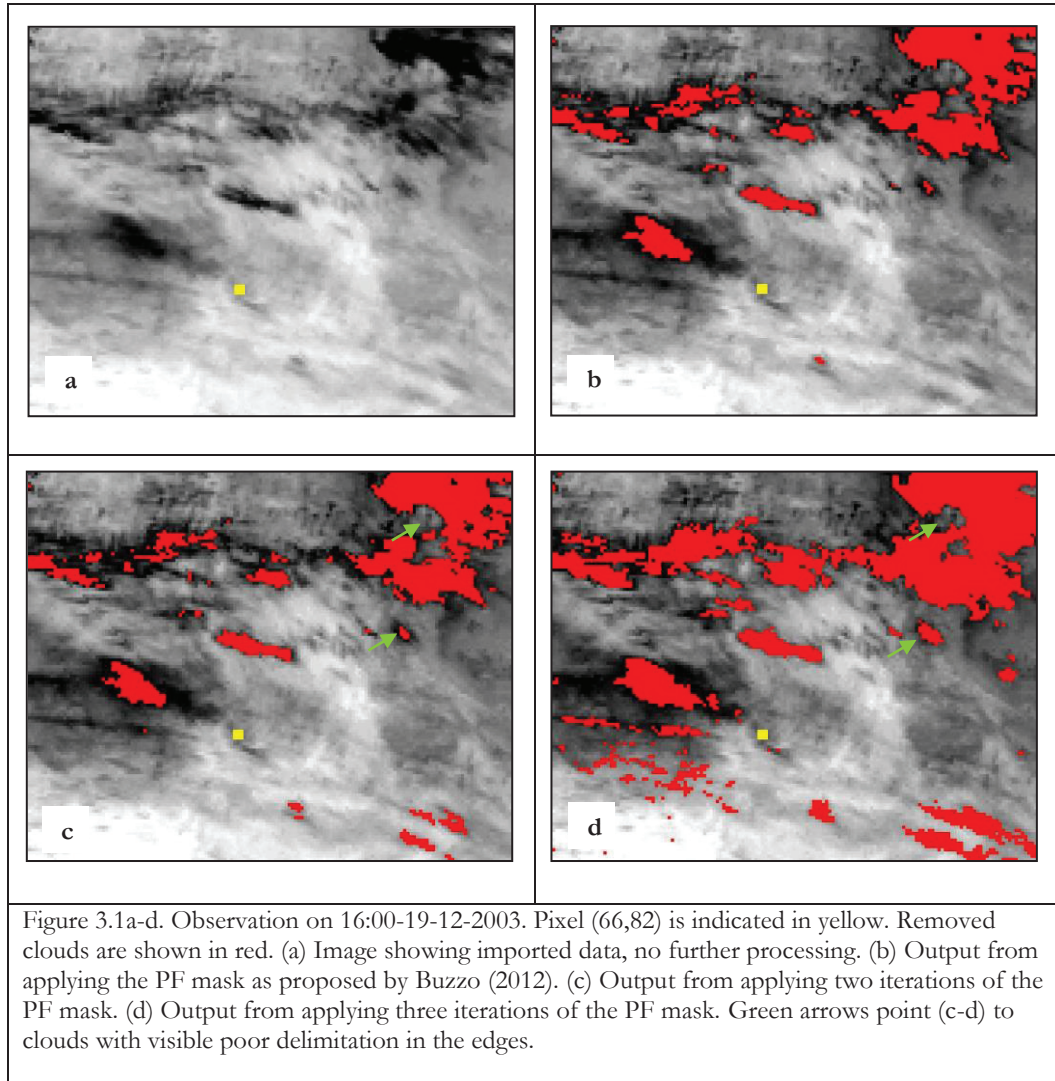 a
b
c
d
Figure 3.1a-d. Observation on 16:00-19-12-2003. Pixel (66,82) is indicated in yellow. Removed
clouds are shown in red. (a) Image showing imported data, no further processing. (b) Output from
applying the PF mask as proposed by Buzzo (2012). (c) Output from applying two iterations of the
PF mask. (d) Output from applying three iterations of the PF mask. Green arrows point (c-d) to
clouds with visible poor delimitation in the edges.